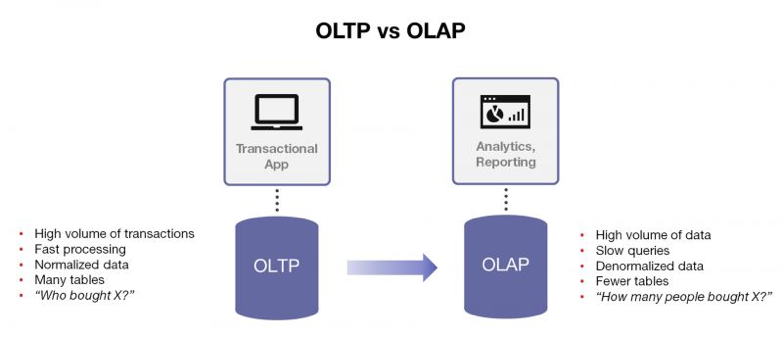 OLTP vs OLAP
Transactional
App
Analytics,
Reporting
• High volume of transactions
• Fast processing
• Normalized data
• Many tables
• “Who bought X?”
OLTP
OLAP
• High volume of data
• Slow queries
• Denormalized data
• Fewer tables
• “How many people bought X?”